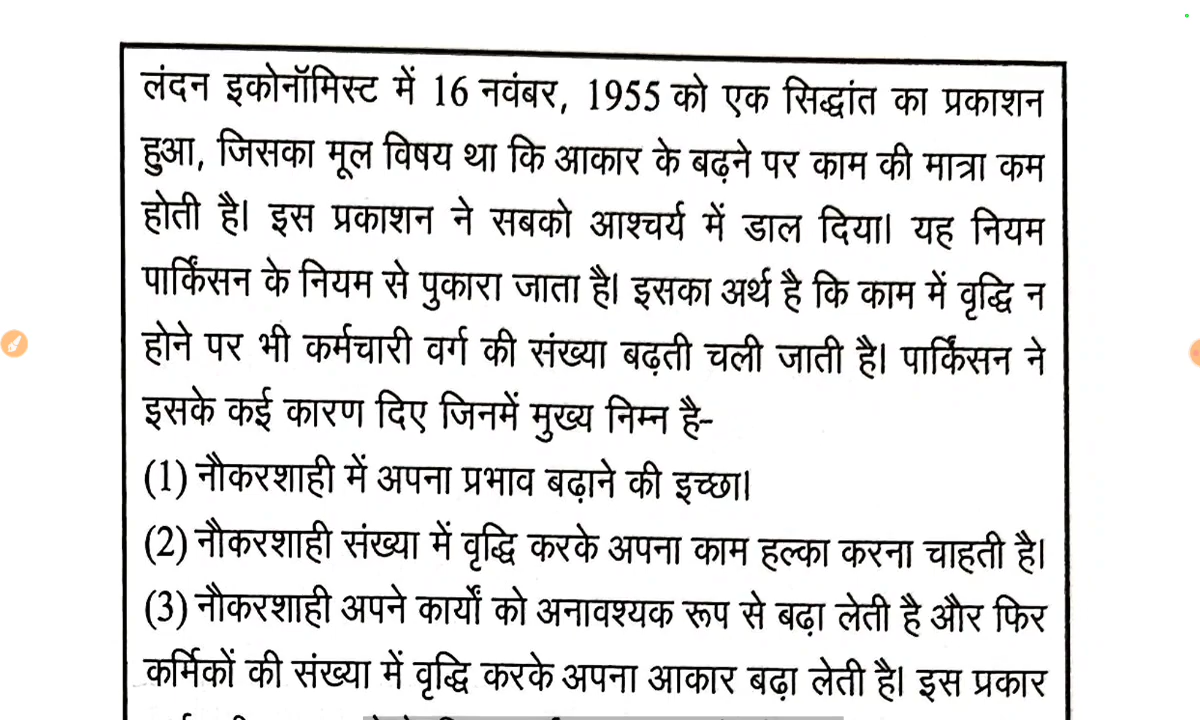 लंदन इकोनॉमिस्ट में 16 नवंबर, 1955 को एक सिद्धांत का प्रकाशन
हुआ, जिसका मूल विषय था कि आकार के बढ़ने पर काम की मात्रा कम
होती है। इस प्रकाशन ने सबको आश्चर्य में डाल दिया। यह नियम
पार्किंसन के नियम से पुकारा जाता है। इसका अर्थ है कि काम में वृद्धि न
होने पर भी कर्मचारी वर्ग की संख्या बढ़ती चली जाती है। पार्किंसन ने
इसके कई कारण दिए जिनमें मुख्य निम्न है-
(1) नौकरशाही में अपना प्रभाव बढ़ाने की इच्छा।
(2) नौकरशाही संख्या में वृद्धि करके अपना काम हल्का करना चाहती है।
(3) नौकरशाही अपने कार्यों को अनावश्यक रूप से बढ़ा लेती है और फिर
कर्मिकों की संख्या में वृद्धि करके अपना आकार बढ़ा लेती है। इस प्रकार